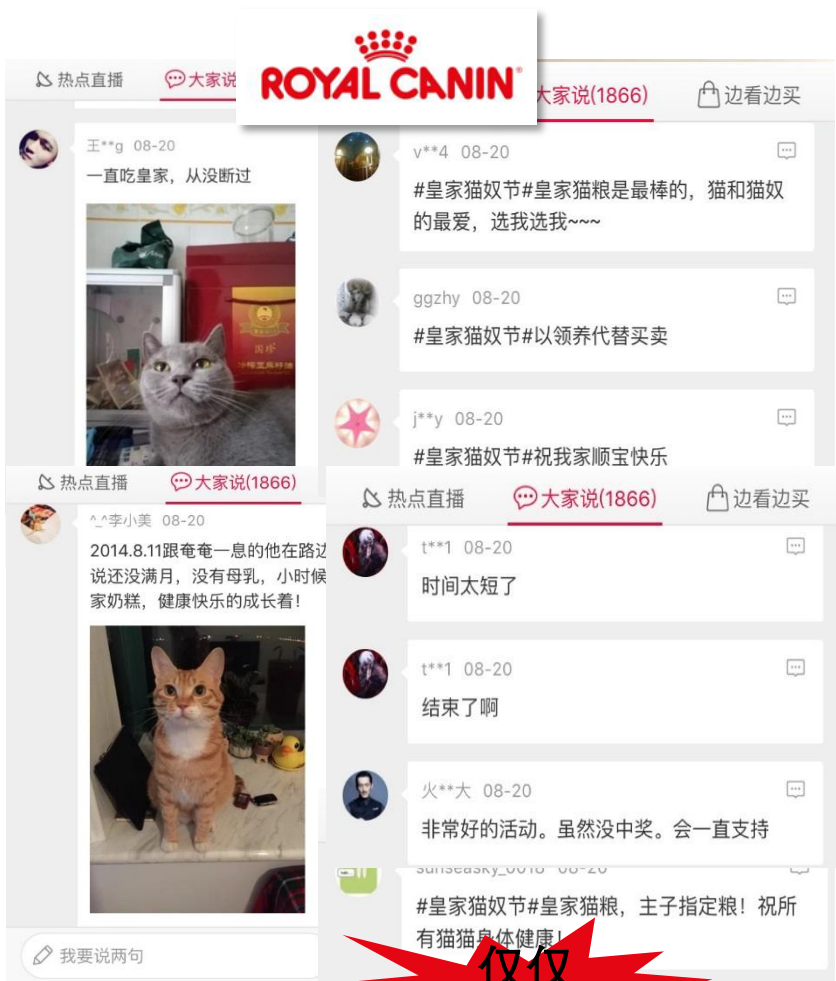 ROYAL CANIN®
热点直播
大家说
王**g 08-20
一直吃皇家，从没断过
国珍
大家说(1866)
边看边买
v**4 08-20
#皇家猫奴节#皇家猫粮是最棒的，猫和猫奴
的最爱，选我选我~~~
ggzhy 08-20
#皇家猫奴节#以领养代替买卖
j**y 08-20
#皇家猫奴节#祝我家顺宝快乐
热点直播
大家说(1866)
^_^李小美 08-20
2014.8.11跟奄奄一息的他在路边
说还没满月，没有母乳，小时候
家奶糕，健康快乐的成长着！
我要说两句
热点直播
大家说(1866)
边看边买
t**1 08-20
时间太短了
t**1 08-20
结束了啊
火**大 08-20
非常好的活动。虽然没中奖。会一直支持
sunseasky_0018 08-20
#皇家猫奴节#皇家猫粮，主子指定粮！祝所
有猫猫身体健康！
仅仅